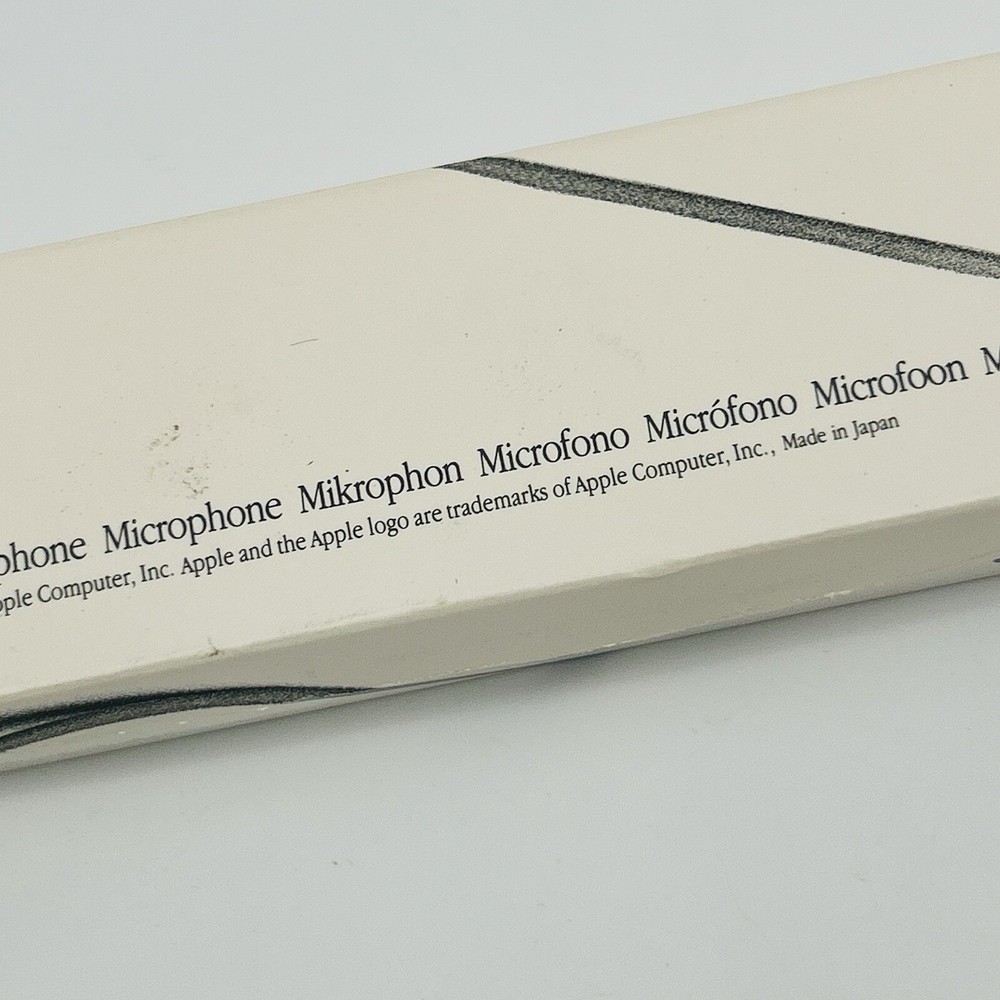 phone Microphone Mikrophon Microfono Micrófono Microfoon M
pple Computer, Inc. Apple and the Apple logo are trademarks of Apple Computer, Inc., Made in Japan